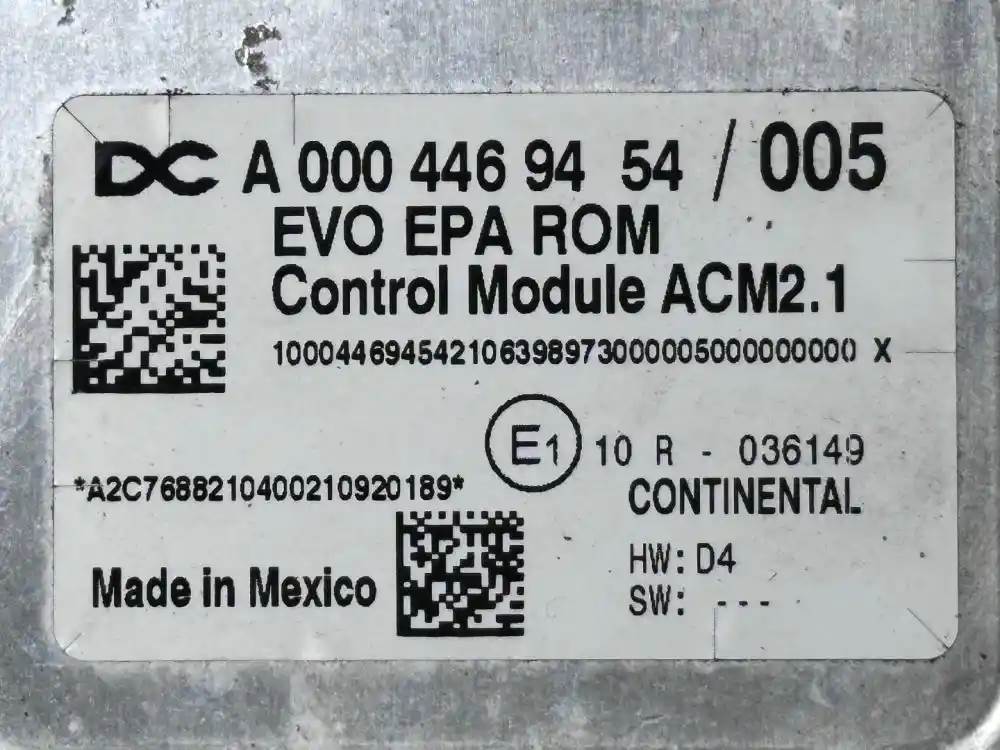 DC A 000 446 94 54 / 005
EVO EPA ROM
Control Module ACM2.1
100044694542106398973000005000000000 X
E1 10 R - 036149
*A2C7688210400210920189*
CONTINENTAL
HW: D4
Made in Mexico
SW: ---